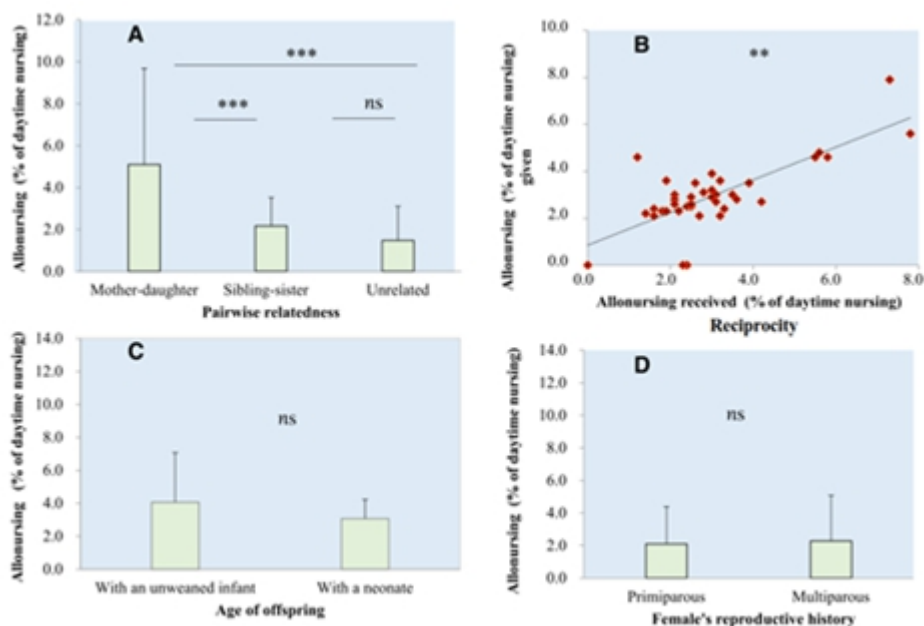 A
Allonursing (% of daytime nursing)
12.0
10.0
8.0
6.0
4.0
2.0
0.0
***
***
ns
Mother-daughter Sibling-sister Unrelated
Pairwise relatedness
B
Allonursing (% of daytime nursing)
given
10.0
8.0
6.0
4.0
2.0
0.0
**
0.0 2.0 4.0 6.0 8.0
Allonursing received (% of daytime nursing)
Reciprocity
C
Allonursing (% of daytime nursing)
14.0
12.0
10.0
8.0
6.0
4.0
2.0
0.0
ns
With an unweaned infant With a neonate
Age of offspring
D
Allonursing (% of daytime nursing)
14.0
12.0
10.0
8.0
6.0
4.0
2.0
0.0
ns
Primiparous Multiparous
Female's reproductive history